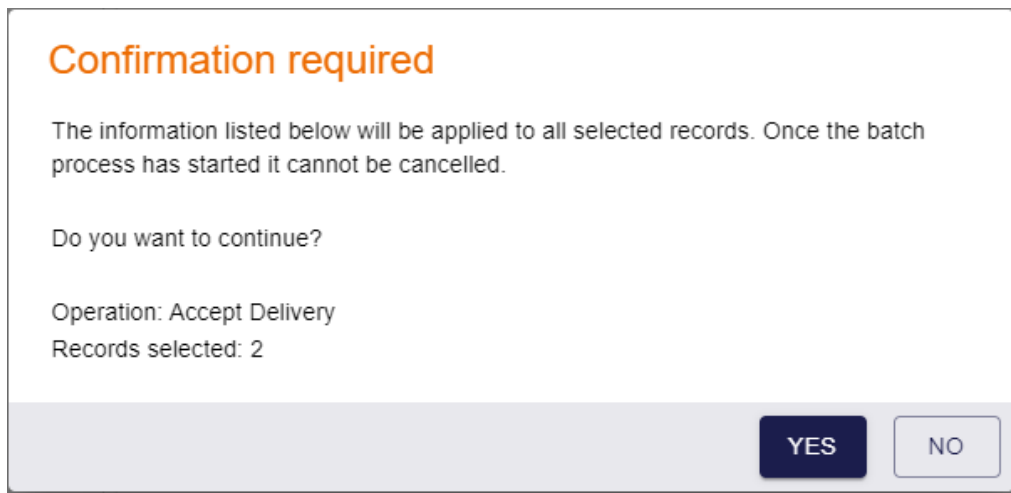 Confirmation required
The information listed below will be applied to all selected records. Once the batch
process has started it cannot be cancelled.
Do you want to continue?
Operation: Accept Delivery
Records selected: 2
YES
NO